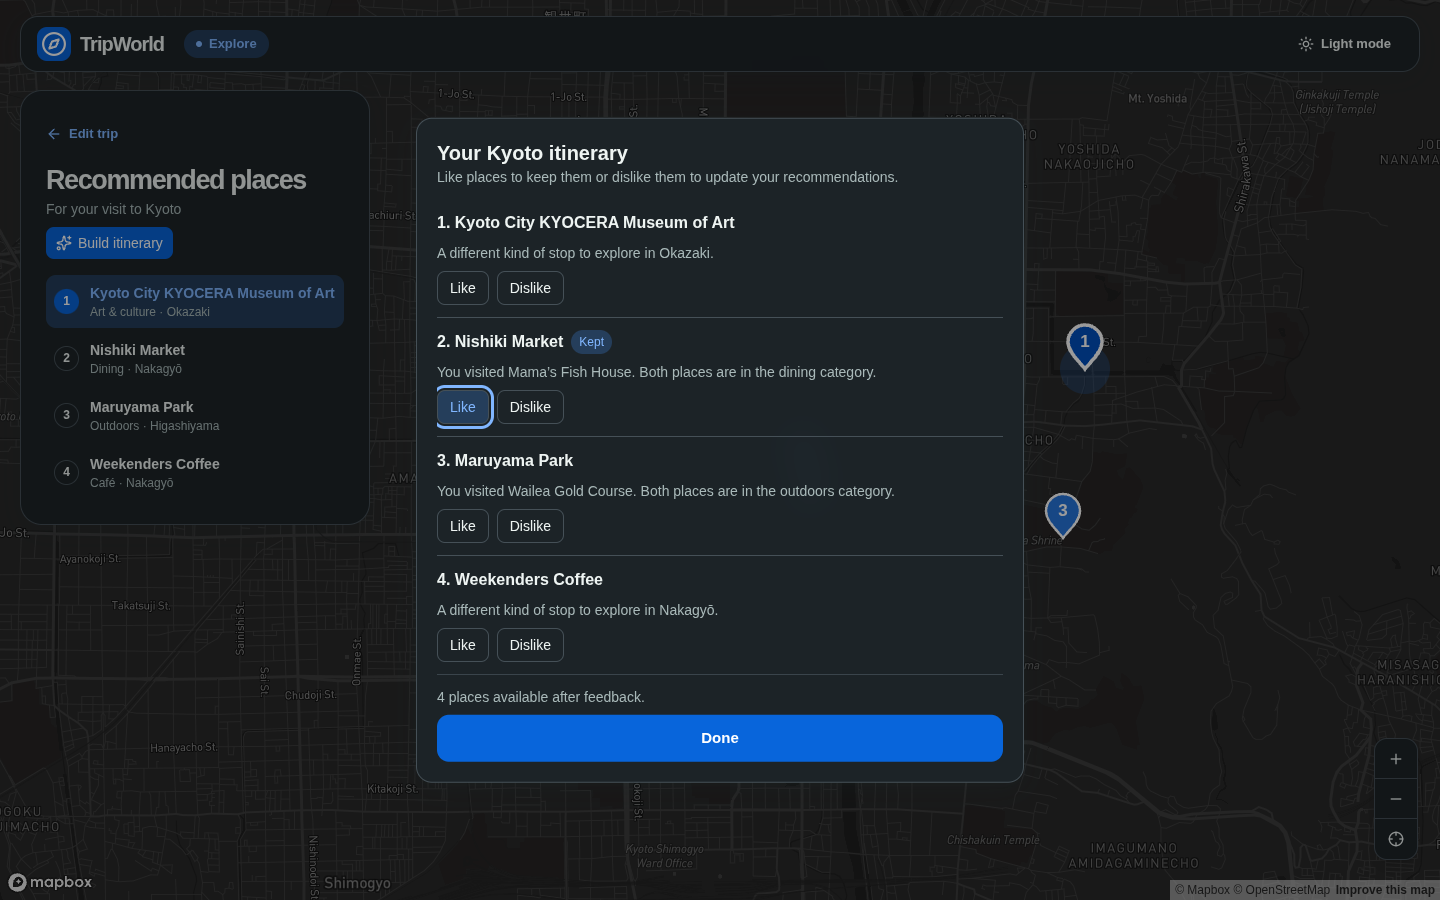 TripWorld
Explore
Light mode
Edit trip
Recommended places
For your visit to Kyoto
Build itinerary
1
Kyoto City KYOCERA Museum of Art
Art & culture · Okazaki
2
Nishiki Market
Dining · Nakagyō
3
Maruyama Park
Outdoors · Higashiyama
4
Weekenders Coffee
Café · Nakagyō
Your Kyoto itinerary
Like places to keep them or dislike them to update your recommendations.
1. Kyoto City KYOCERA Museum of Art
A different kind of stop to explore in Okazaki.
Like
Dislike
2. Nishiki Market
Kept
You visited Mama's Fish House. Both places are in the dining category.
Like
Dislike
3. Maruyama Park
You visited Wailea Gold Course. Both places are in the outdoors category.
Like
Dislike
4. Weekenders Coffee
A different kind of stop to explore in Nakagyō.
Like
Dislike
4 places available after feedback.
Done
1-Jo St.
1-Jo St.
Mt. Yoshida
Ginkakuji Temple
(Jishoji Temple)
YOSHIDA
NAKAOJICHO
Shirakawa St.
1
3
Ayanokoji St.
Takatsuji St.
Sainishi St.
Sai St.
Onmae St.
Chudoji St.
Hanayacho St.
Kitakoji St.
Nishinodoi St.
Shimogyo
Kyoto Shimogyo
Ward Office
Chishakuin Temple
IMAGUMANO
AMIDAGAMINECHO
mapbox
© Mapbox © OpenStreetMap Improve this map